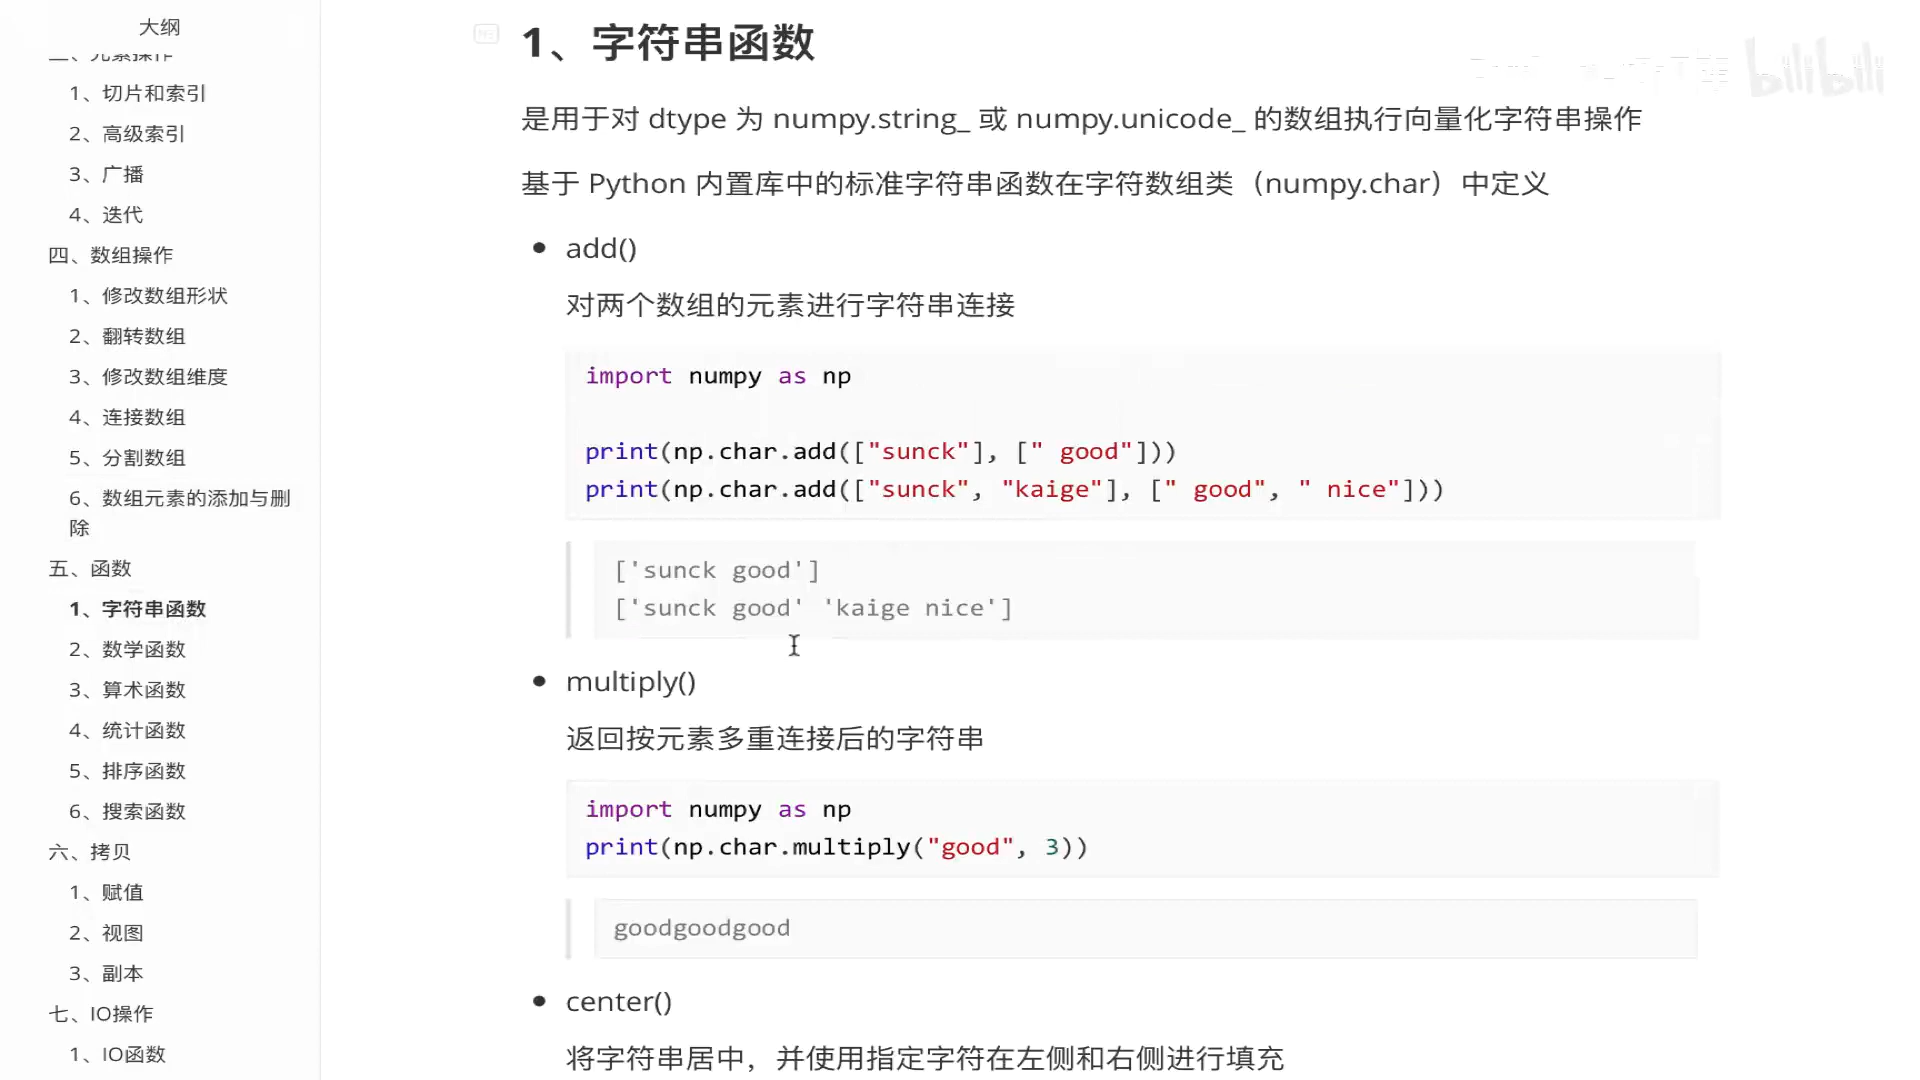 大纲
三、元素操作
1、切片和索引
2、高级索引
3、广播
4、迭代
四、数组操作
1、修改数组形状
2、翻转数组
3、修改数组维度
4、连接数组
5、分割数组
6、数组元素的添加与删
除
五、函数
1、字符串函数
2、数学函数
3、算术函数
4、统计函数
5、排序函数
6、搜索函数
六、拷贝
1、赋值
2、视图
3、副本
七、IO操作
1、IO函数
1、字符串函数
bilibili
是用于对 dtype 为 numpy.string_ 或 numpy.unicode_ 的数组执行向量化字符串操作
基于 Python 内置库中的标准字符串函数在字符数组类（numpy.char）中定义
• add()
对两个数组的元素进行字符串连接
import numpy as np
print(np.char.add(["sunck"], [" good"]))
print(np.char.add(["sunck", "kaige"], [" good", " nice"]))
['sunck good']
['sunck good' 'kaige nice']
• multiply()
返回按元素多重连接后的字符串
import numpy as np
print(np.char.multiply("good", 3))
goodgoodgood
• center()
将字符串居中，并使用指定字符在左侧和右侧进行填充